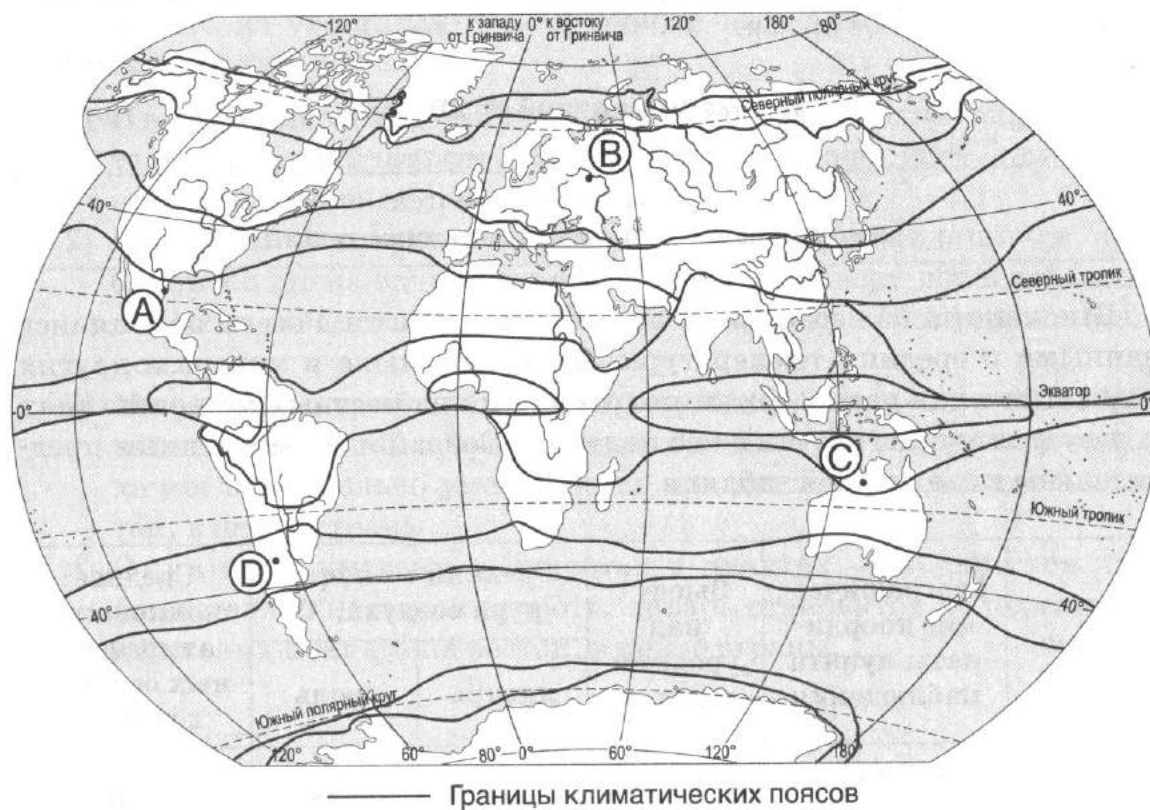 120°
к западу 0° к востоку
от Гринвича от Гринвича
120°
180°
80°
Северный полярный круг
B
40°
40°
Северный тропик
A
0°
Экватор
0°
C
Южный тропик
D
40°
40°
Южный полярный круг
120°
60°
80°
0°
60°
120°
180°
Границы климатических поясов